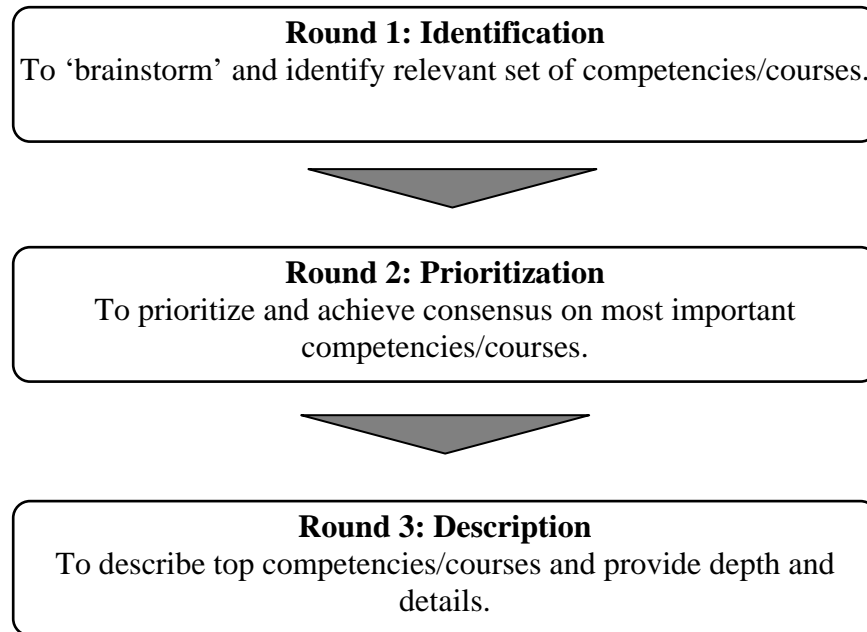 Round 1: Identification
To ‘brainstorm’ and identify relevant set of competencies/courses.
Round 2: Prioritization
To prioritize and achieve consensus on most important
competencies/courses.
Round 3: Description
To describe top competencies/courses and provide depth and
details.